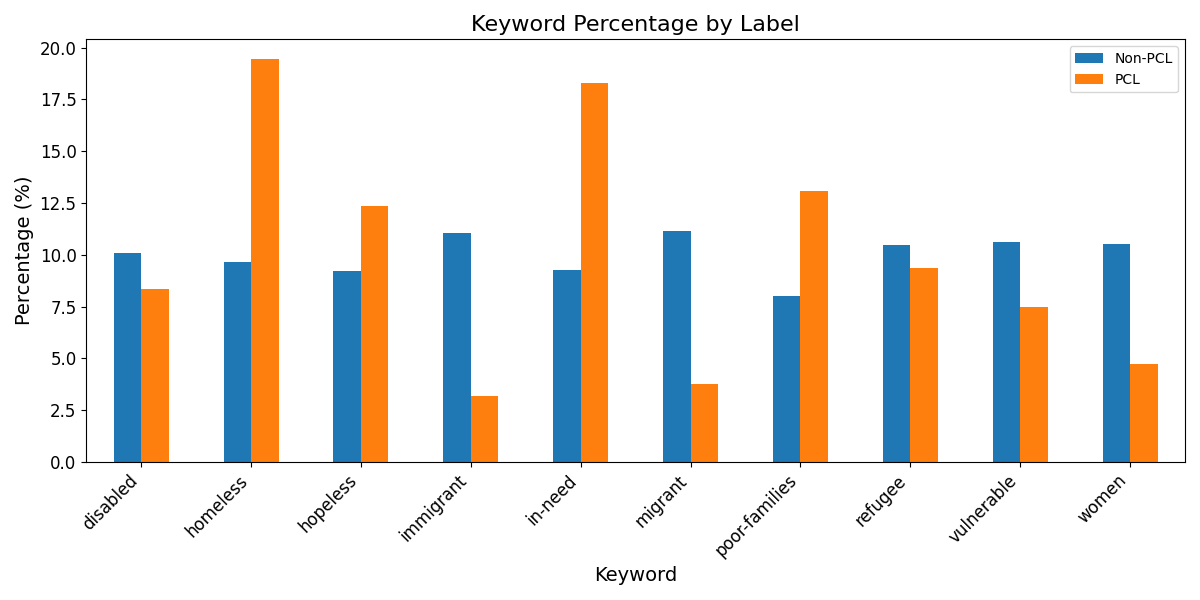 Keyword Percentage by Label
Non-PCL
PCL
Percentage (%)
20.0
17.5
15.0
12.5
10.0
7.5
5.0
2.5
0.0
disabled
homeless
hopeless
immigrant
in-need
migrant
poor-families
refugee
vulnerable
women
Keyword